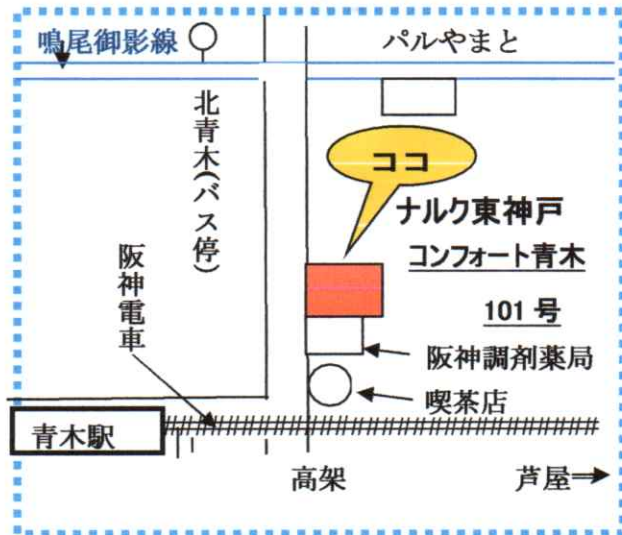 鳴尾御影線
パルやまと
北青木(バス停)
ココ
ナルク東神戸
コンフォート青木
101号
阪神電車
阪神調剤薬局
喫茶店
青木駅
高架
芦屋